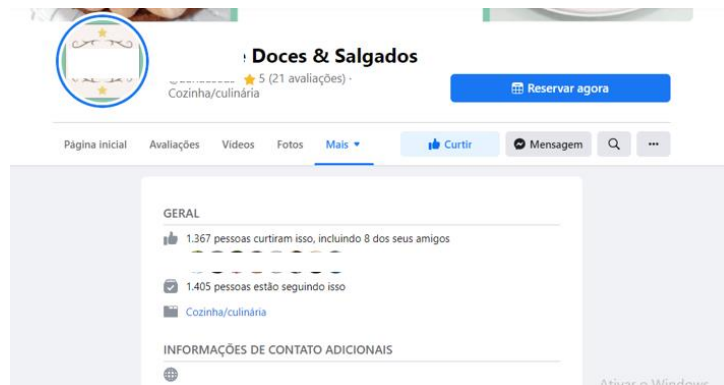 Doces & Salgados
5 (21 avaliações) ·
Cozinha/culinária
Reservar agora
Página inicial Avaliações Vídeos Fotos Mais Curtir Mensagem
GERAL
1.367 pessoas curtiram isso, incluindo 8 dos seus amigos
1.405 pessoas estão seguindo isso
Cozinha/culinária
INFORMAÇÕES DE CONTATO ADICIONAIS
Ativar o Windows